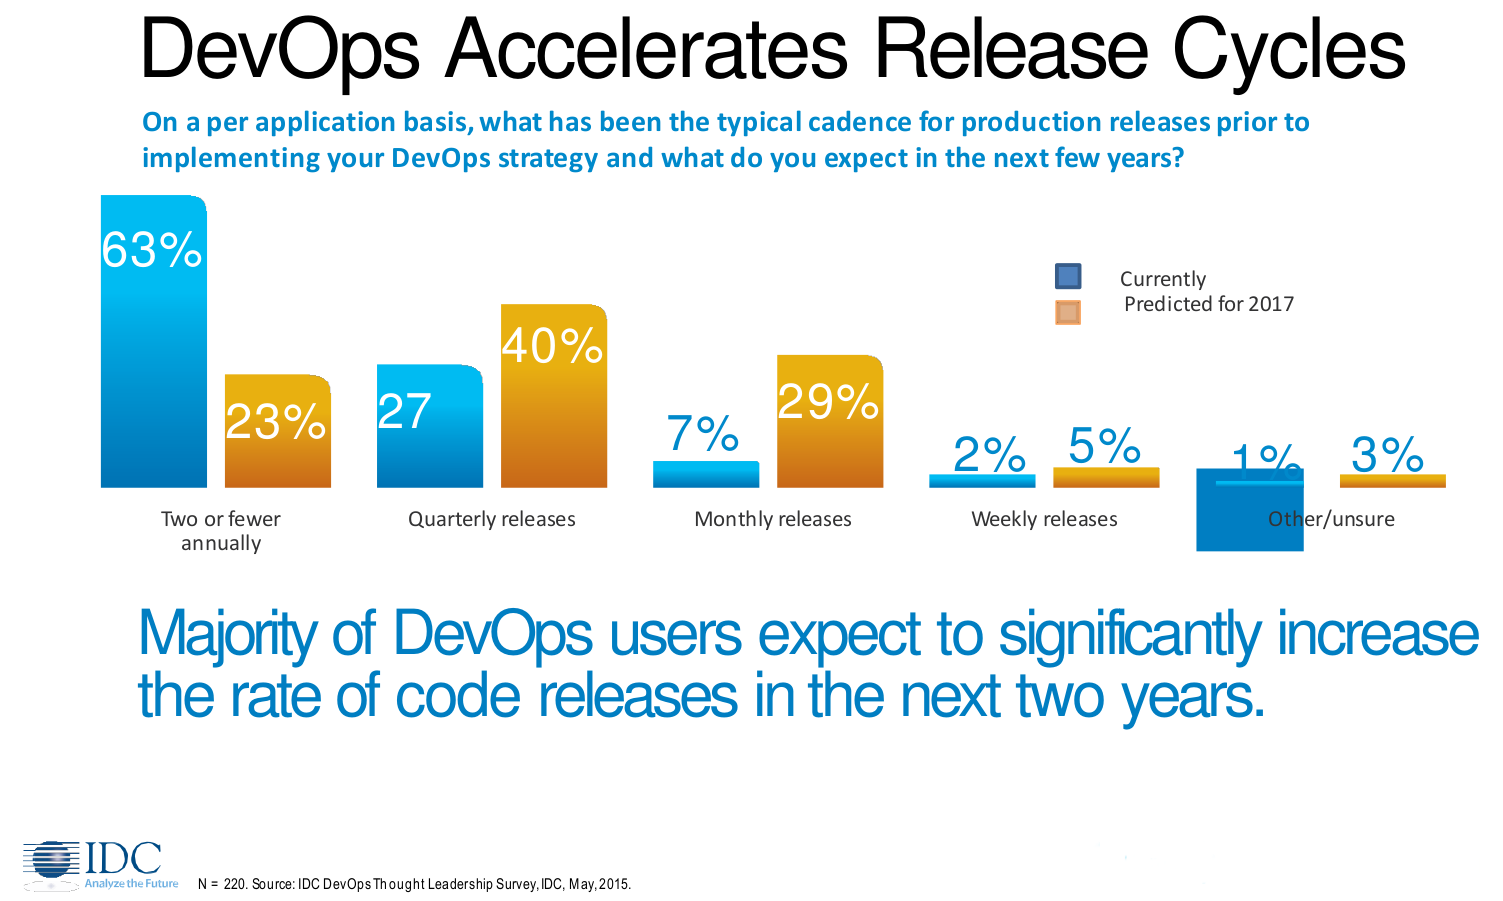 DevOps Accelerates Release Cycles
On a per application basis, what has been the typical cadence for production releases prior to
implementing your DevOps strategy and what do you expect in the next few years?
63%
23%
27
40%
7%
29%
2%
5%
1%
3%
Currently
Predicted for 2017
Two or fewer
annually
Quarterly releases
Monthly releases
Weekly releases
Other/unsure
Majority of DevOps users expect to significantly increase
the rate of code releases in the next two years.
IDC
Analyze the Future
N = 220. Source: IDC DevOps Thought Leadership Survey, IDC, May, 2015.